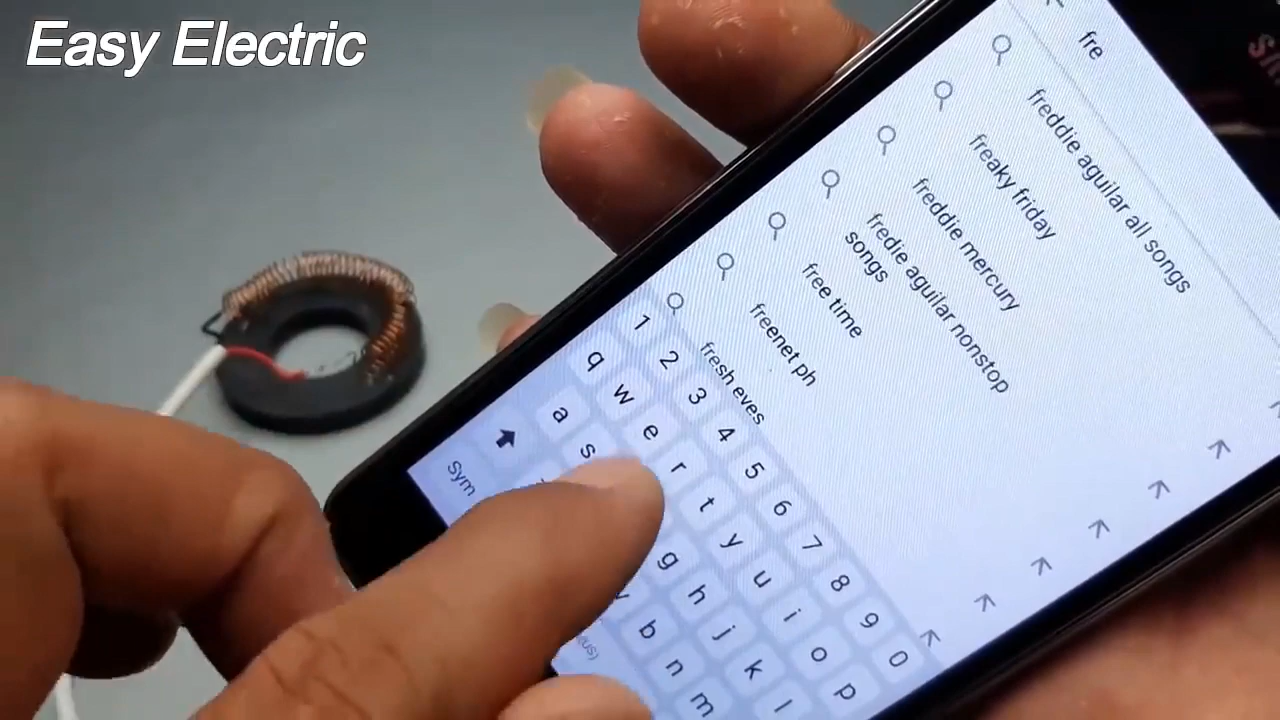 Easy Electric
fre
freddie aguilar all songs
freaky friday
freddie mercury
fredie aguilar nonstop
songs
free time
freenet ph
fresh eves
1 2 3 4 5 6 7 8 9 0
q w e r t y u i o p
a s g h j k l
b n m
Sym